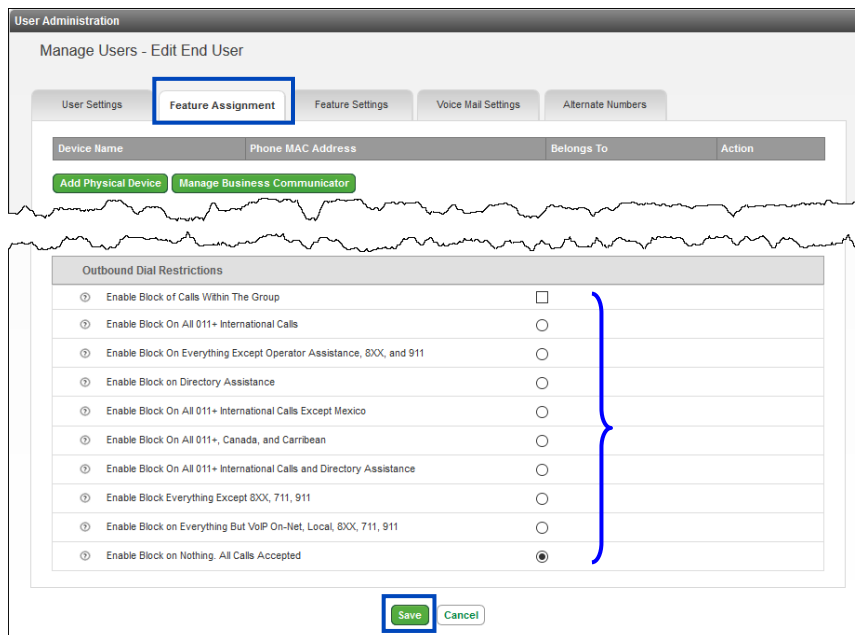 User Administration
Manage Users - Edit End User
User Settings Feature Assignment Feature Settings Voice Mail Settings Alternate Numbers
Device Name Phone MAC Address Belongs To Action
Add Physical Device Manage Business Communicator
Outbound Dial Restrictions
Enable Block of Calls Within The Group
Enable Block On All 011+ International Calls
Enable Block On Everything Except Operator Assistance, 8XX, and 911
Enable Block on Directory Assistance
Enable Block On All 011+ International Calls Except Mexico
Enable Block On All 011+, Canada, and Carribean
Enable Block On All 011+ International Calls and Directory Assistance
Enable Block Everything Except 8XX, 711, 911
Enable Block on Everything But VoIP On-Net, Local, 8XX, 711, 911
Enable Block on Nothing. All Calls Accepted
Save Cancel